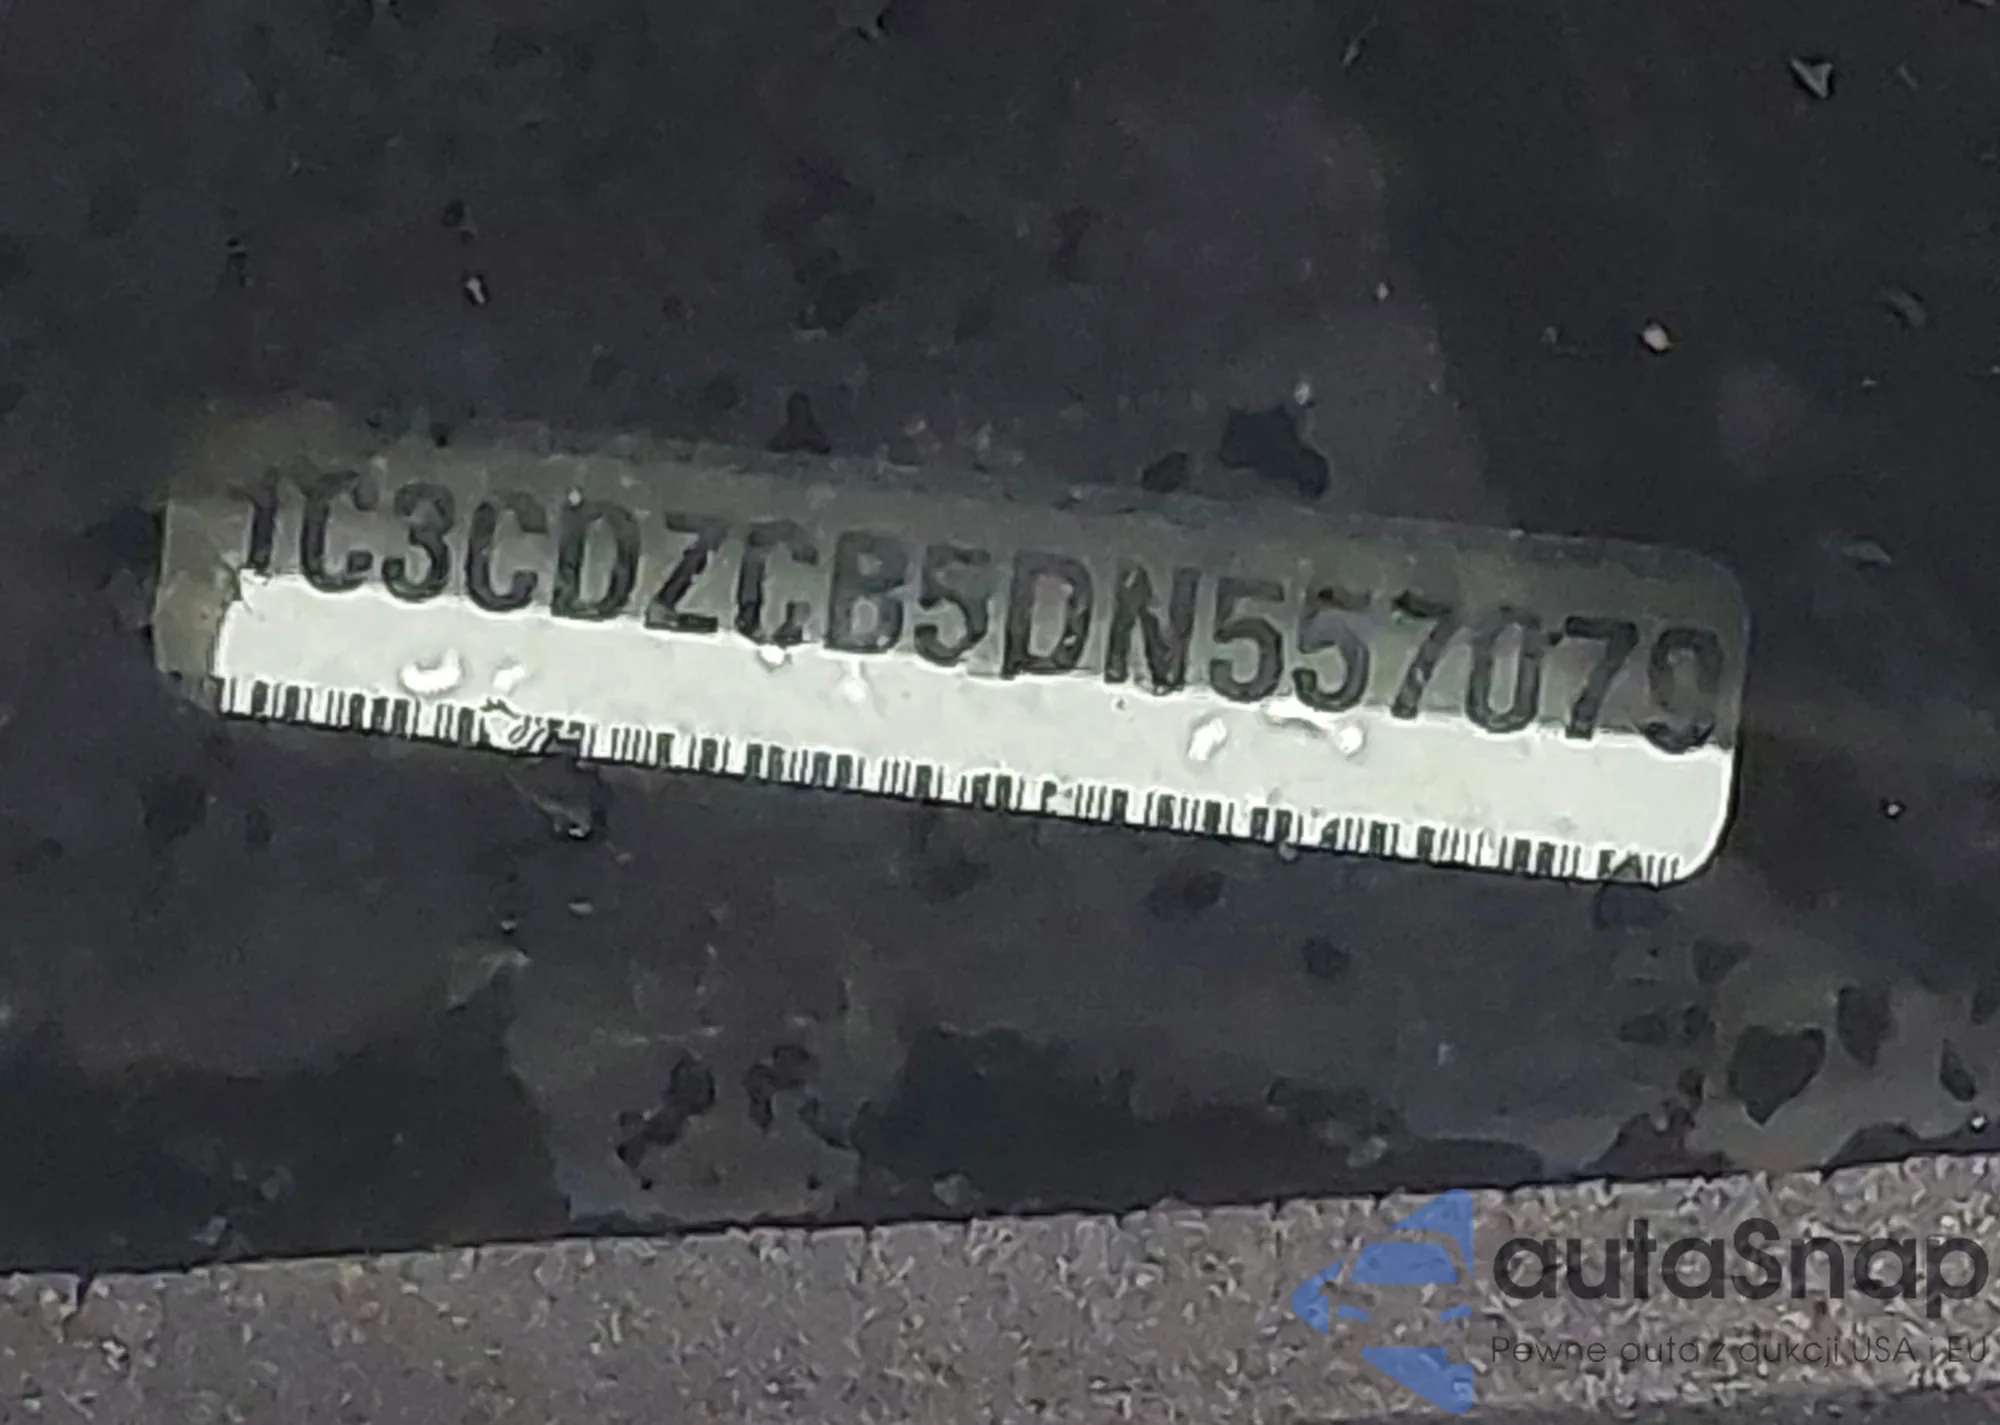 1C3CDZCB5DN557079
autaSnap
Pewne auta z aukcji USA i EU